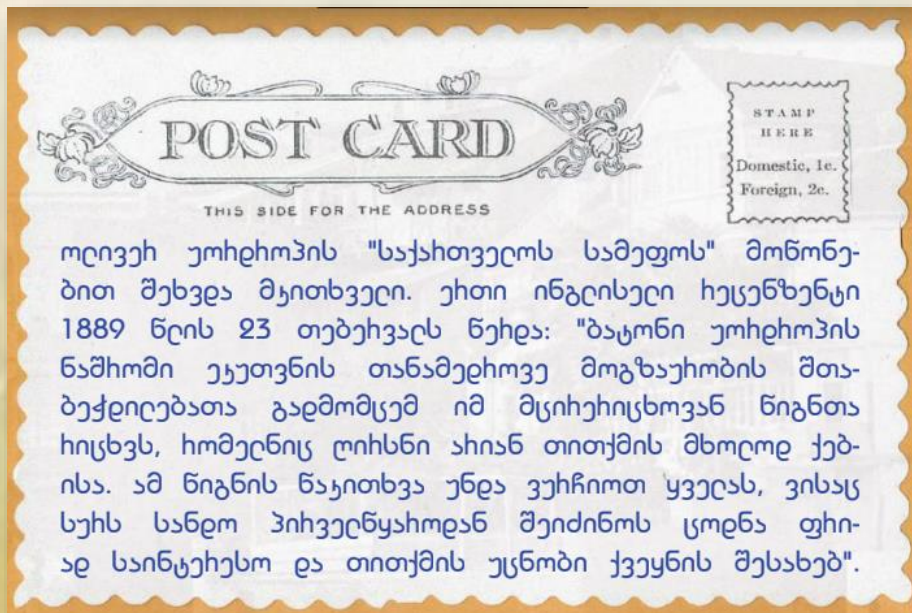 POST CARD
STAMP
HERE
Domestic, 1c.
Foreign, 2c.
THIS SIDE FOR THE ADDRESS
ოლივერ უორდროპის "საქართველოს სამეფოს" მოწონე-
ბით შეხვდა მკითხველი. ერთი ინგლისელი რეცენზენტი
1889 წლის 23 თებერვალს წერდა: "ბატონი უორდროპის
ნაშრომი ეკუთვნის თანამედროვე მოგზაურობის შთა-
ბეჭდილებათა გადმომცემ იმ მცირერიცხოვან წიგნთა
რიცხვს, რომელნიც ღირსნი არიან თითქმის მხოლოდ ქებ-
ისა. ამ წიგნის წაკითხვა უნდა ვურჩიოთ ყველას, ვისაც
სურს სანდო პირველწყაროდან შეიძინოს ცოდნა ფრი-
ად საინტერესო და თითქმის უცნობი ქვეყნის შესახებ".